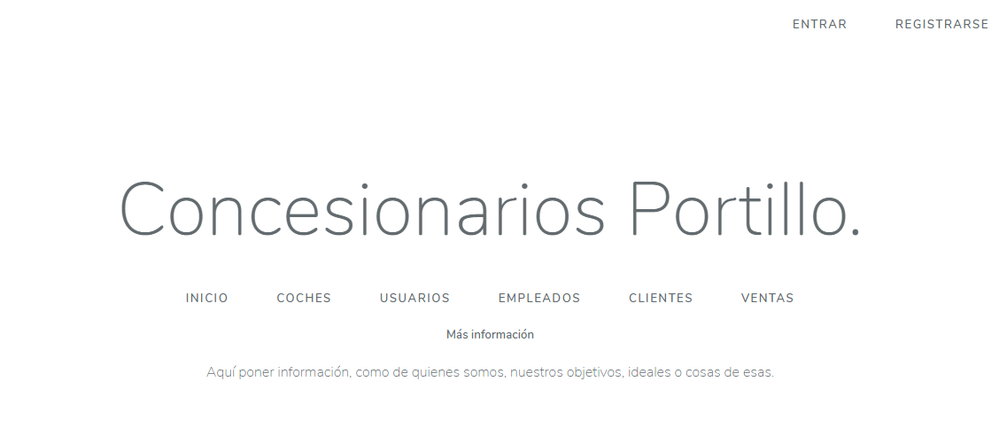 ENTRAR REGISTRARSE
Concesionarios Portillo.
INICIO COCHES USUARIOS EMPLEADOS CLIENTES VENTAS
Más información
Aquí poner información, como de quienes somos, nuestros objetivos, ideales o cosas de esas.